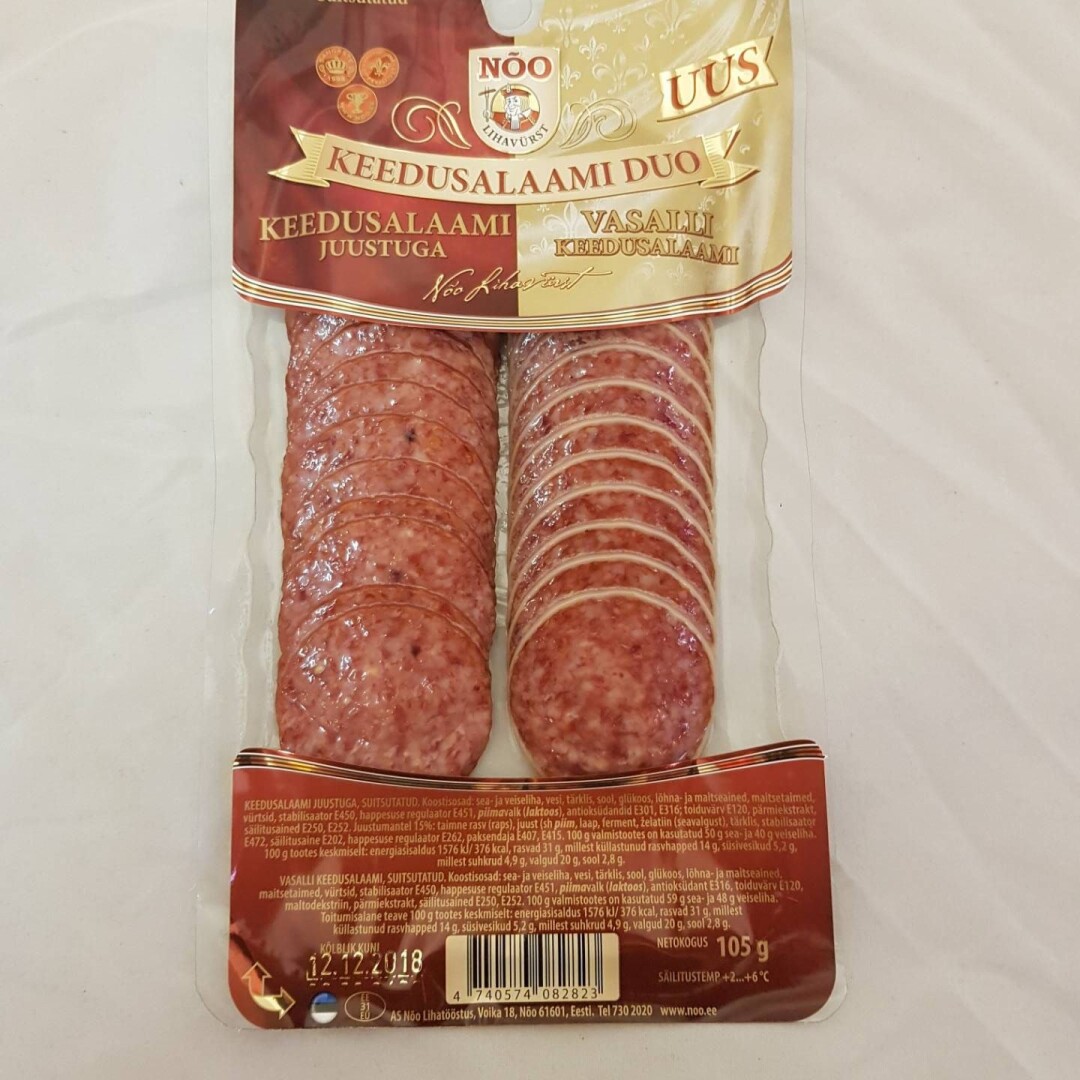 NÕO
LIHAVÜRST
UUS
KEEDUSALAAMI DUO
KEEDUSALAAMI
JUUSTUGA
VASALLI
KEEDUSALAAMI
Nõo Lihavürst
KEEDUSALAAMI JUUSTUGA, SUITSUTATUD. Koostisosad: sea- ja veiseliha, vesi, tärklis, sool, glükoos, lõhna- ja maitseained, maitsetaimed,
vürtsid, stabilisaator E450, happesuse regulaator E451, piimavalk (laktoos), antioksüdandid E301, E316; toiduvärv E120, pärmiekstrakt,
säilitusained E250, E252. Juustumantel 15%: taimne rasv (raps), juust (sh piim, laap, ferment, želatiin (seavalgust), tärklis, stabilisaator
E472, säilitusaine E202, happesuse regulaator E262, paksendaja E407, E415. 100 g valmistootes on kasutatud 50 g sea- ja 40 g veiseliha.
100 g tootes keskmiselt: energiasisaldus 1576 kJ/ 376 kcal, rasvad 31 g, millest küllastunud rasvhapped 14 g, süsivesikud 5,2 g,
millest suhkrud 4,9 g, valgud 20 g, sool 2,8 g.
VASALLI KEEDUSALAAMI, SUITSUTATUD. Koostisosad: sea- ja veiseliha, vesi, tärklis, sool, glükoos, lõhna- ja maitseained,
maitsetaimed, vürtsid, stabilisaator E450, happesuse regulaator E451, piimavalk (laktoos), antioksüdant E316, toiduvärv E120,
maltodekstriin, pärmiekstrakt, säilitusained E250, E252. 100 g valmistootes on kasutatud 59 g sea- ja 48 g veiseliha.
Toitumisalane teave 100 g tootes keskmiselt: energiasisaldus 1576 kJ/ 376 kcal, rasvad 31 g, millest
küllastunud rasvhapped 14 g, süsivesikud 5,2 g, millest suhkrud 4,9 g, valgud 20 g, sool 2,8 g.
KÕLBLIK KUNI
12.12.2018
NETOKOGUS 105 g
SÄILITUSTEMP +2...+6 °C
4 740574 082823
EE
31
EÜ
AS Nõo Lihatööstus, Voika 18, Nõo 61601, Eesti. Tel 730 2020 www.noo.ee